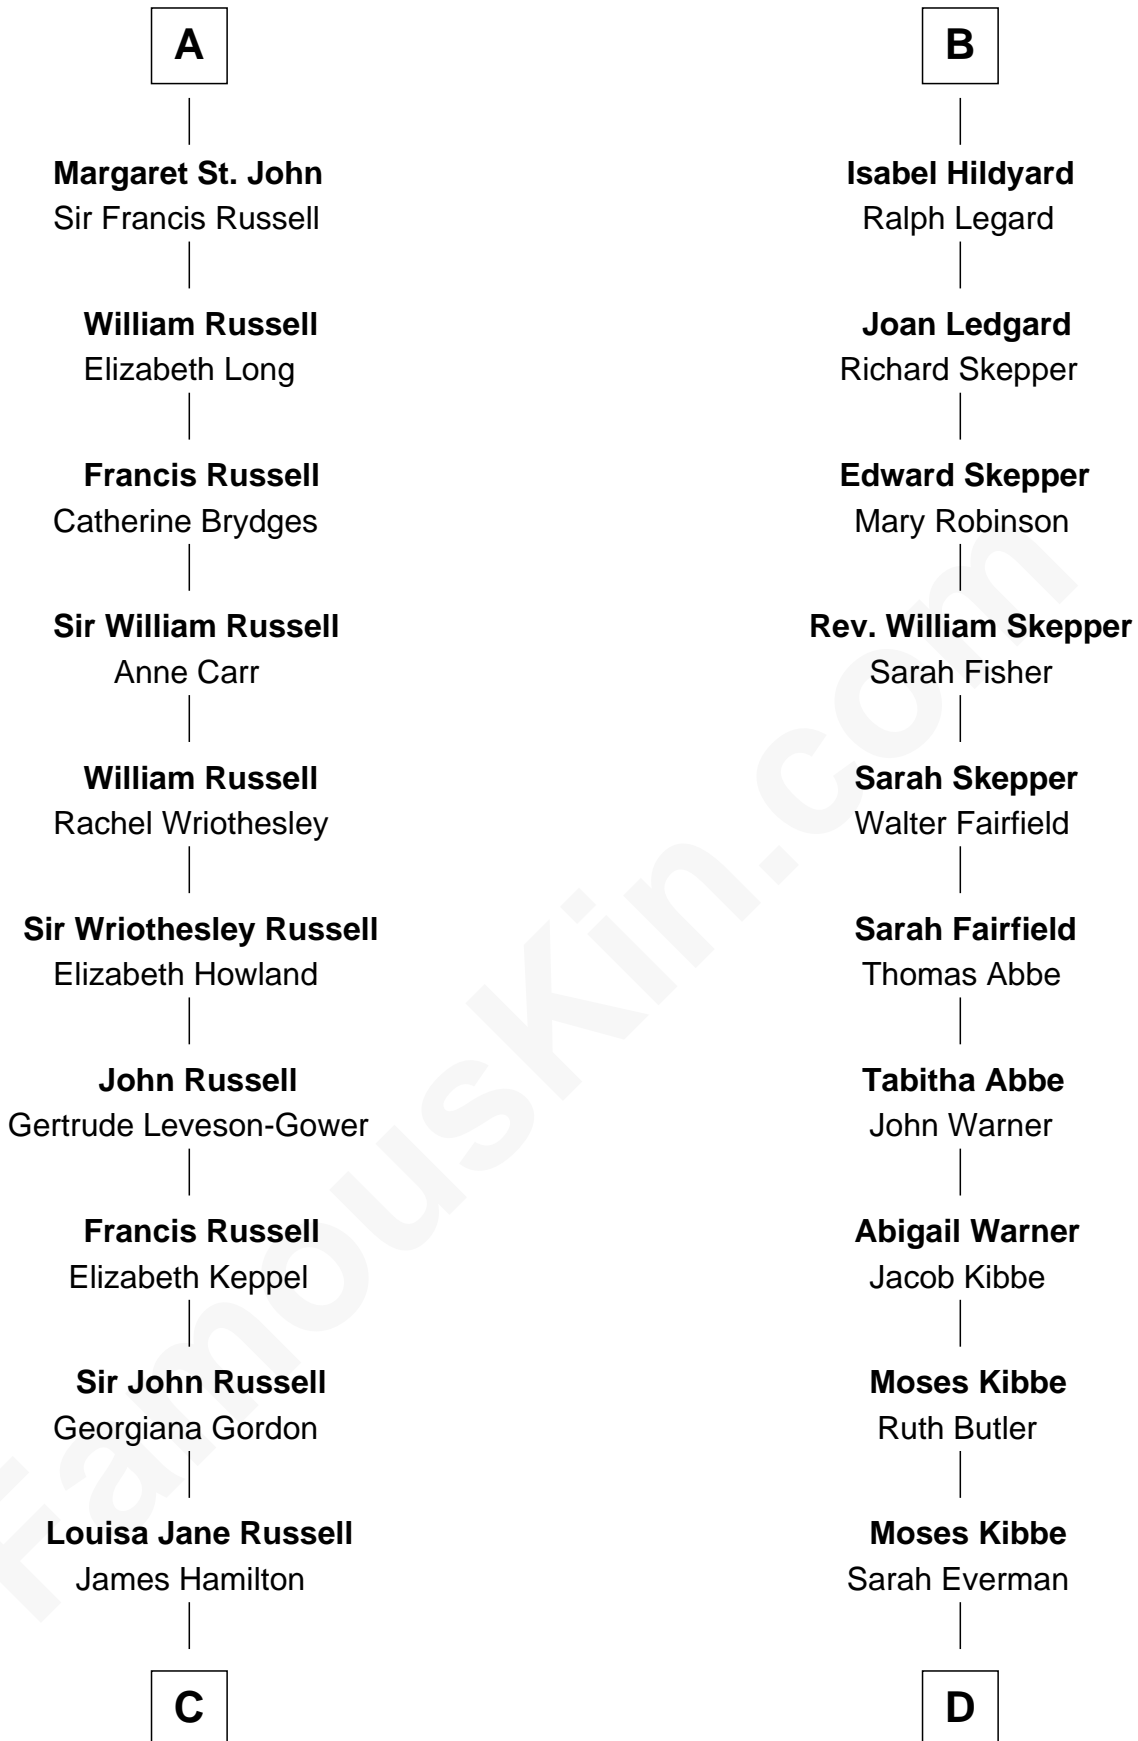 A
Margaret St. John
Sir Francis Russell
William Russell
Elizabeth Long
Francis Russell
Catherine Brydges
Sir William Russell
Anne Carr
William Russell
Rachel Wriothesley
Sir Wriothesley Russell
Elizabeth Howland
John Russell
Gertrude Leveson-Gower
Francis Russell
Elizabeth Keppel
Sir John Russell
Georgiana Gordon
Louisa Jane Russell
James Hamilton
C
B
Isabel Hildyard
Ralph Legard
Joan Ledgard
Richard Skepper
Edward Skepper
Mary Robinson
Rev. William Skepper
Sarah Fisher
Sarah Skepper
Walter Fairfield
Sarah Fairfield
Thomas Abbe
Tabitha Abbe
John Warner
Abigail Warner
Jacob Kibbe
Moses Kibbe
Ruth Butler
Moses Kibbe
Sarah Everman
D
FamousKin.com